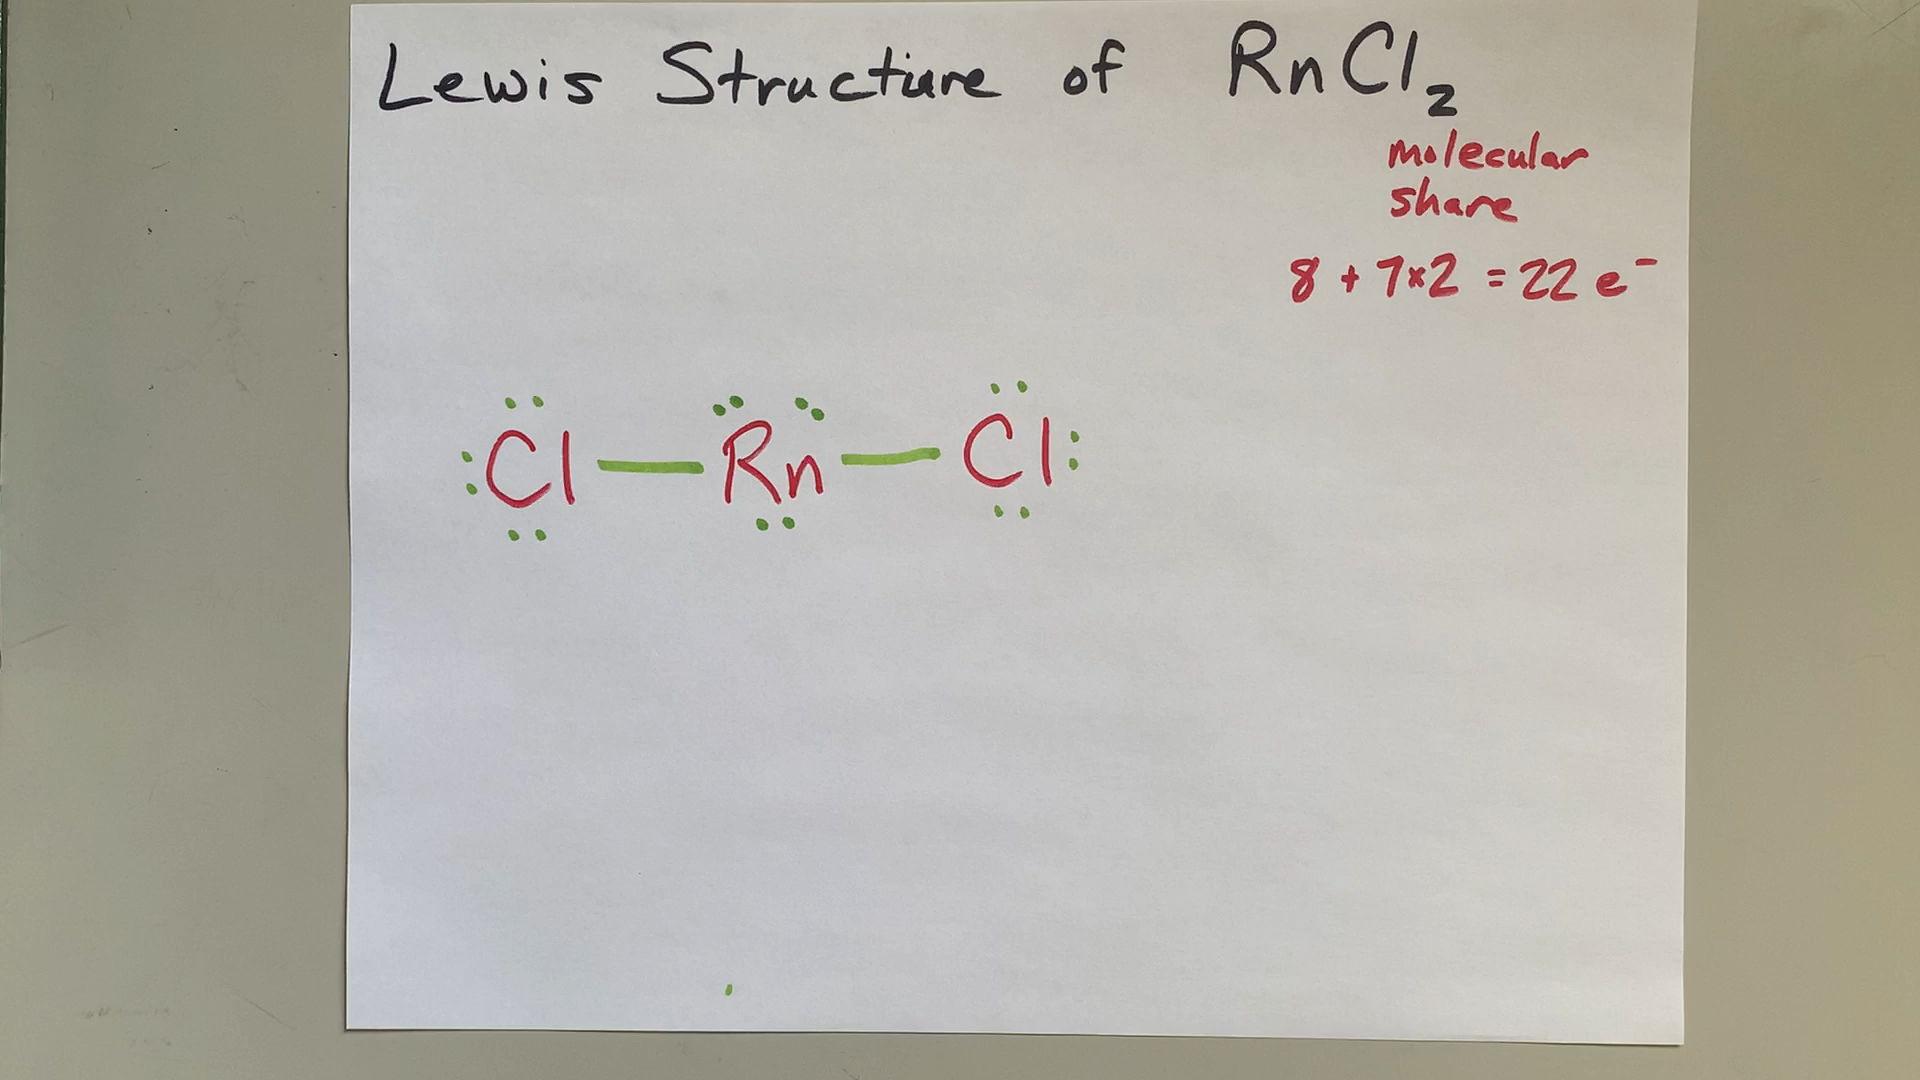 Lewis Structure of RnCl₂
molecular
share
8 + 7×2 = 22 e⁻
:Cl — Rn — Cl: